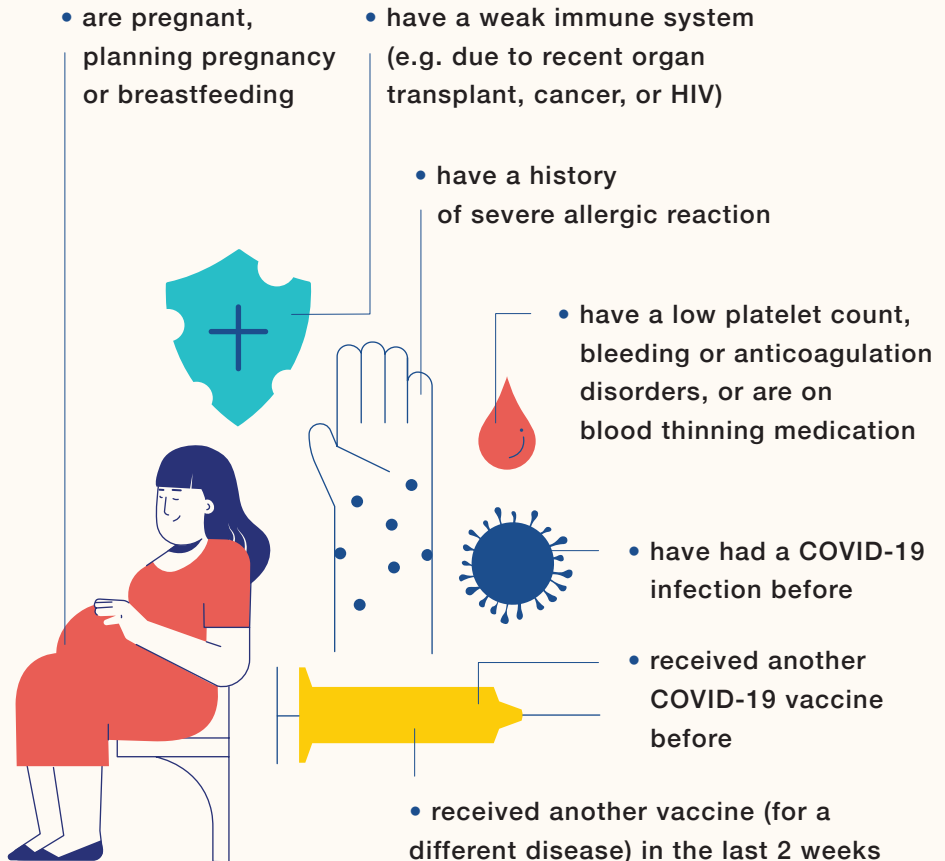 • are pregnant,
planning pregnancy
or breastfeeding
• have a weak immune system
(e.g. due to recent organ
transplant, cancer, or HIV)
• have a history
of severe allergic reaction
• have a low platelet count,
bleeding or anticoagulation
disorders, or are on
blood thinning medication
• have had a COVID-19
infection before
• received another
COVID-19 vaccine
before
• received another vaccine (for a
different disease) in the last 2 weeks